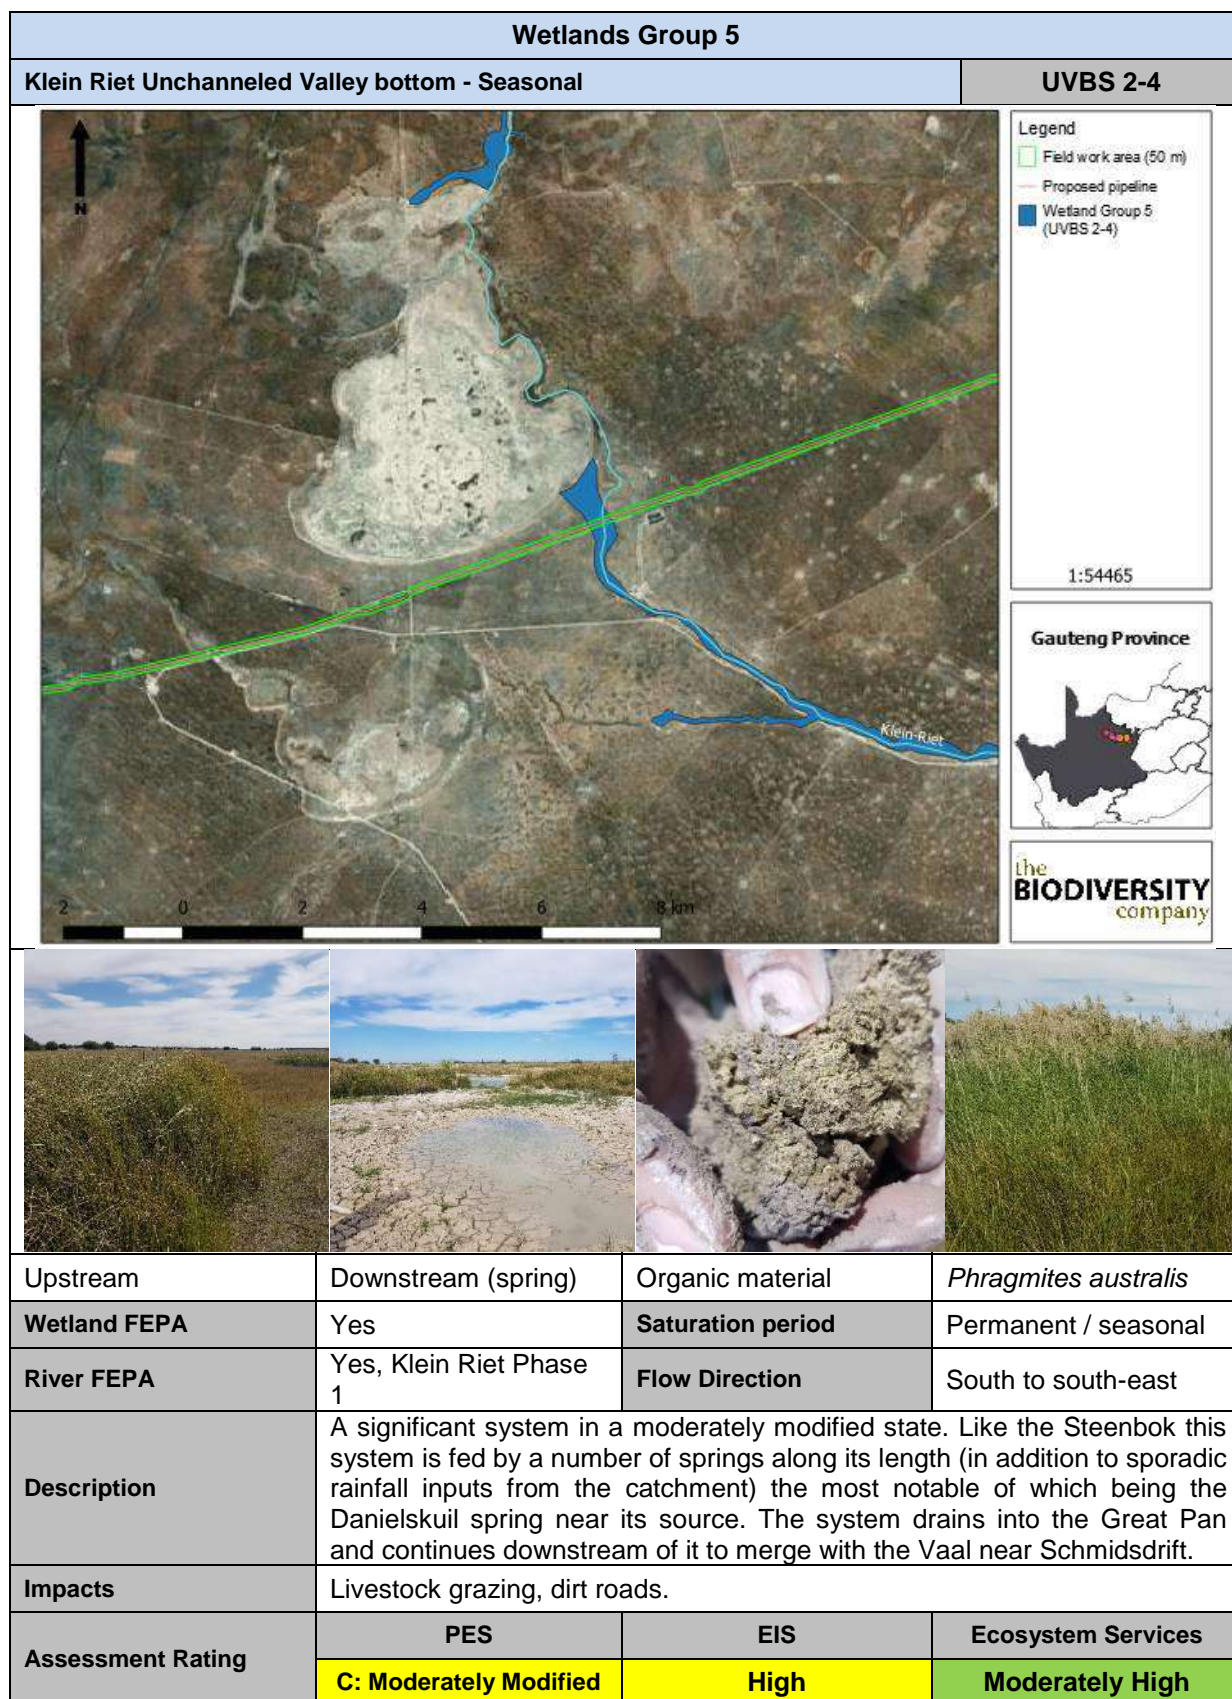 Wetlands Group 5
Klein Riet Unchanneled Valley bottom - Seasonal
UVBS 2-4
N
Legend
Field work area (50 m)
Proposed pipeline
Wetland Group 5
(UVBS 2-4)
1:54465
Klein-Riet
2 0 2 4 6 8 km
Gauteng Province
the
BIODIVERSITY
company
Upstream
Downstream (spring)
Organic material
Phragmites australis
Wetland FEPA
Yes
Saturation period
Permanent / seasonal
River FEPA
Yes, Klein Riet Phase
1
Flow Direction
South to south-east
Description
A significant system in a moderately modified state. Like the Steenbok this
system is fed by a number of springs along its length (in addition to sporadic
rainfall inputs from the catchment) the most notable of which being the
Danielskuil spring near its source. The system drains into the Great Pan
and continues downstream of it to merge with the Vaal near Schmidsdrift.
Impacts
Livestock grazing, dirt roads.
Assessment Rating
PES
EIS
Ecosystem Services
C: Moderately Modified
High
Moderately High